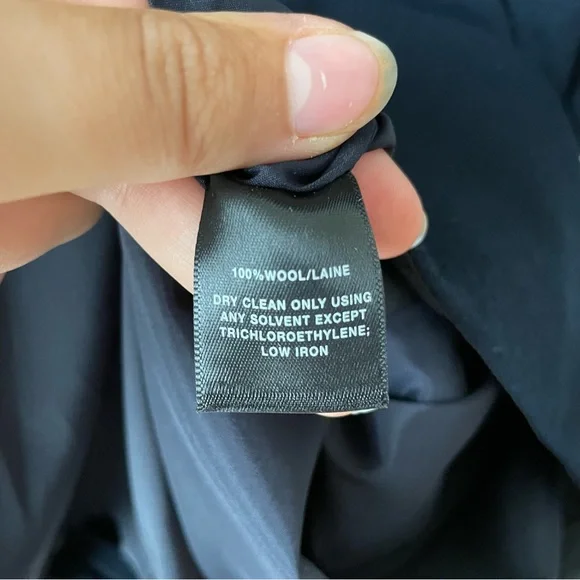 100%WOOL/LAINE
DRY CLEAN ONLY USING
ANY SOLVENT EXCEPT
TRICHLOROETHYLENE;
LOW IRON